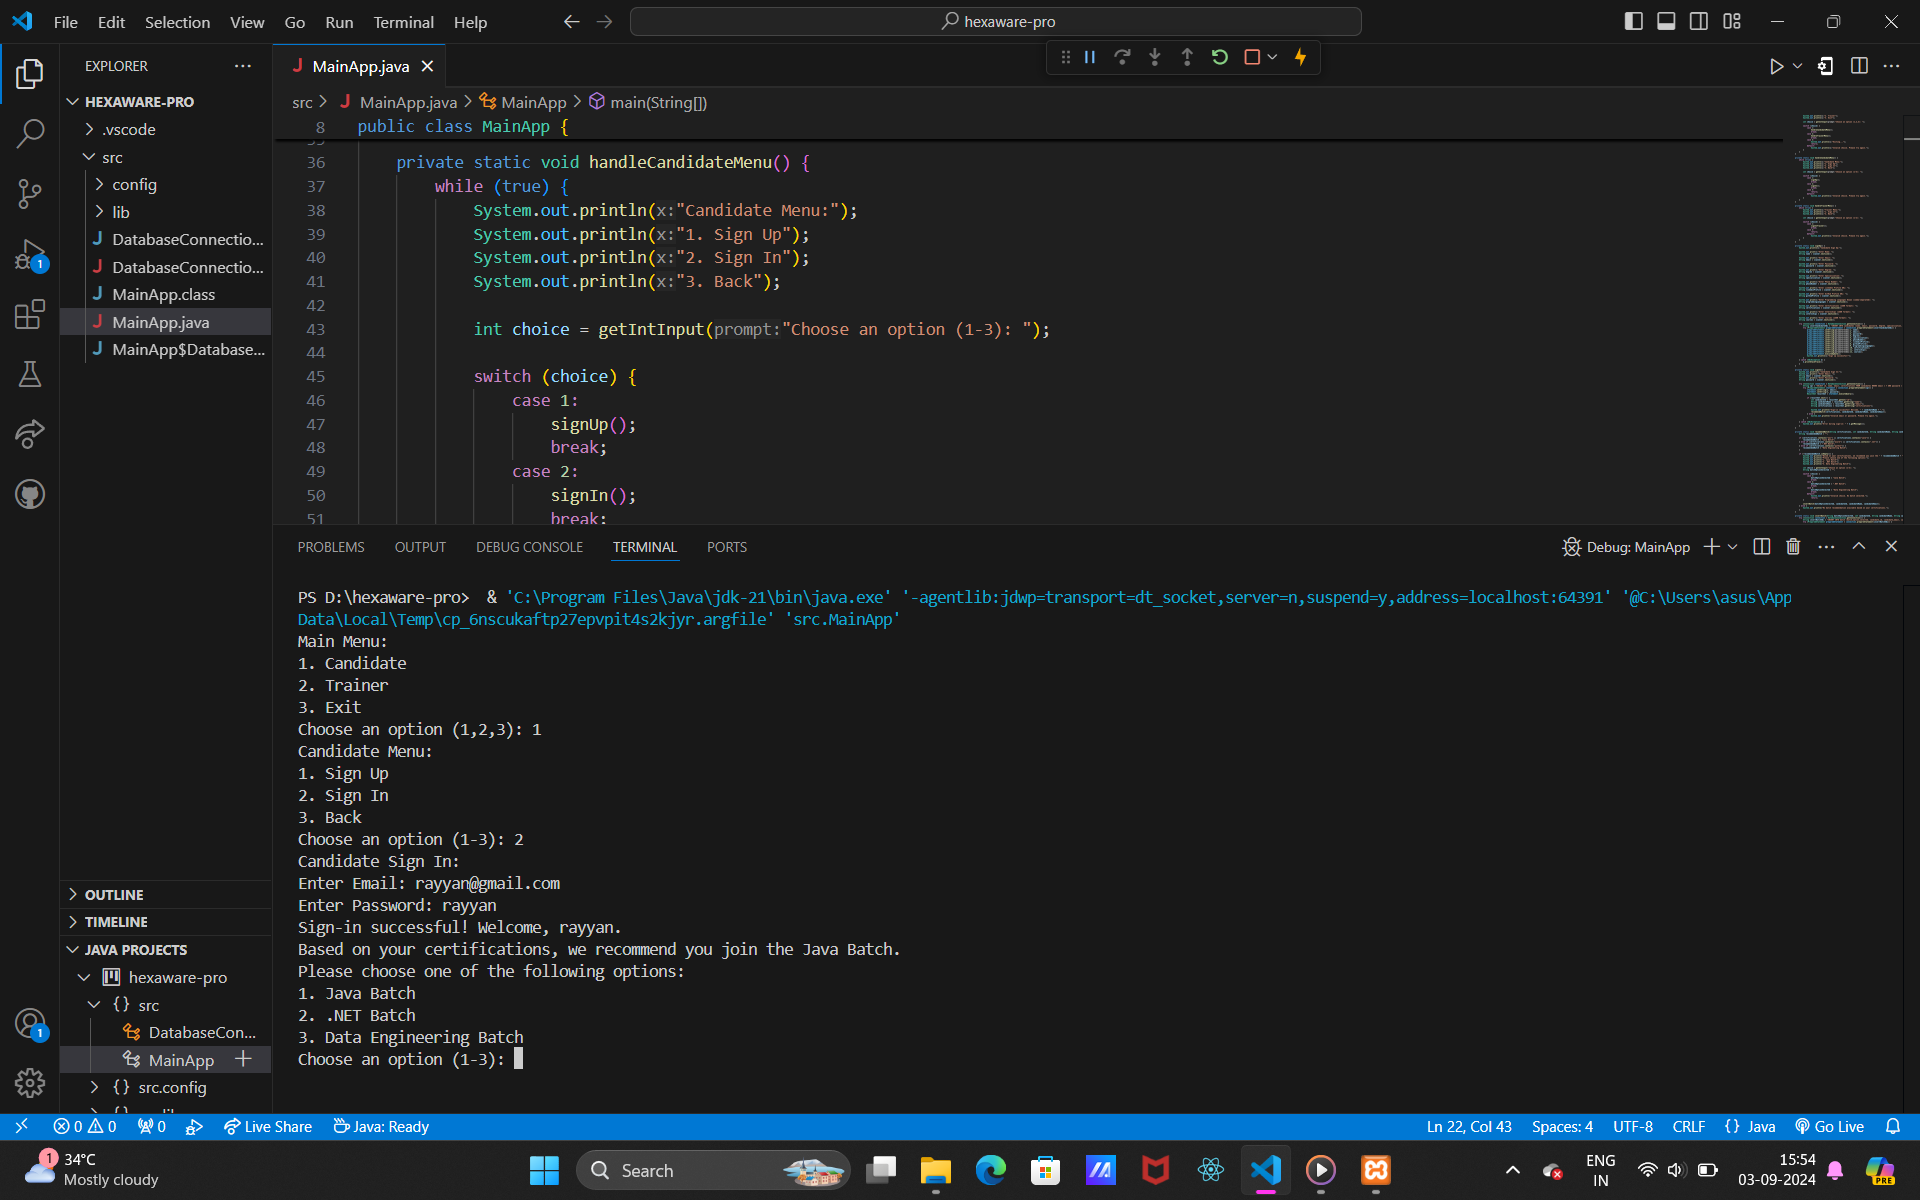 File Edit Selection View Go Run Terminal Help
hexaware-pro
EXPLORER
MainApp.java
HEXAWARE-PRO
.vscode
src
config
lib
DatabaseConnectio...
DatabaseConnectio...
MainApp.class
MainApp.java
MainApp$Database...
src > MainApp.java > MainApp > main(String[])
8 public class MainApp {
36 private static void handleCandidateMenu() {
37 while (true) {
38 System.out.println(x:"Candidate Menu:");
39 System.out.println(x:"1. Sign Up");
40 System.out.println(x:"2. Sign In");
41 System.out.println(x:"3. Back");
42
43 int choice = getIntInput(prompt:"Choose an option (1-3): ");
44
45 switch (choice) {
46 case 1:
47 signUp();
48 break;
49 case 2:
50 signIn();
51 break;
PROBLEMS OUTPUT DEBUG CONSOLE TERMINAL PORTS
Debug: MainApp
PS D:\hexaware-pro>  & 'C:\Program Files\Java\jdk-21\bin\java.exe' '-agentlib:jdwp=transport=dt_socket,server=n,suspend=y,address=localhost:64391' '@C:\Users\asus\App
Data\Local\Temp\cp_6nscukaftp27epvpit4s2kjyr.argfile' 'src.MainApp'
Main Menu:
1. Candidate
2. Trainer
3. Exit
Choose an option (1,2,3): 1
Candidate Menu:
1. Sign Up
2. Sign In
3. Back
Choose an option (1-3): 2
Candidate Sign In:
Enter Email: rayyan@gmail.com
Enter Password: rayyan
Sign-in successful! Welcome, rayyan.
Based on your certifications, we recommend you join the Java Batch.
Please choose one of the following options:
1. Java Batch
2. .NET Batch
3. Data Engineering Batch
Choose an option (1-3):
OUTLINE
TIMELINE
JAVA PROJECTS
hexaware-pro
{} src
DatabaseCon...
MainApp
{} src.config
1
1
0 0 0 Live Share Java: Ready
Ln 22, Col 43 Spaces: 4 UTF-8 CRLF {} Java Go Live
1
34°C
Mostly cloudy
Search
ENG
IN
15:54
03-09-2024
PRE